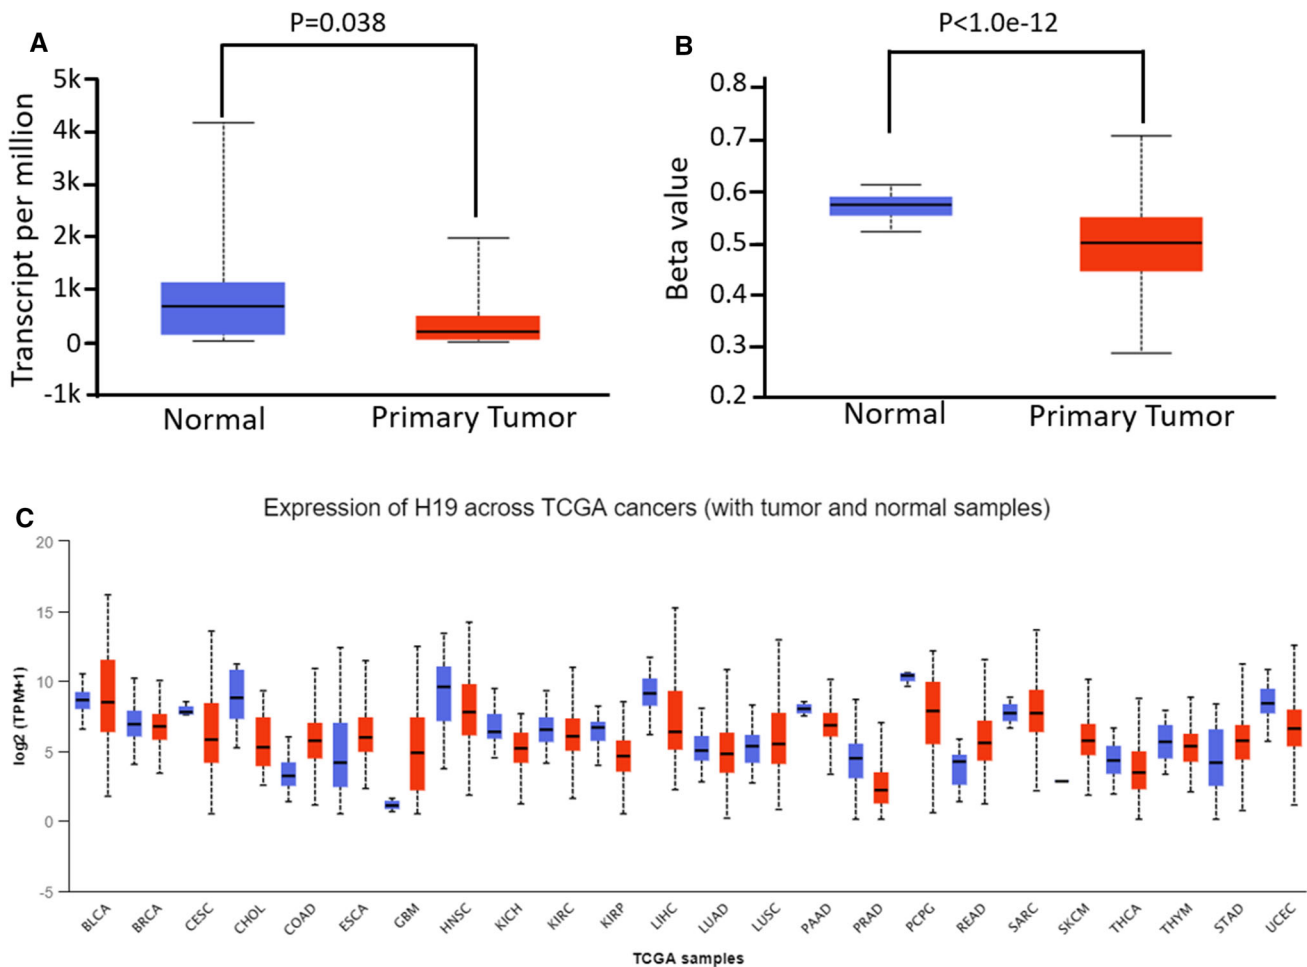 A
P=0.038
Transcript per million
5k
4k
3k
2k
1k
0
-1k
Normal
Primary Tumor
B
P<1.0e-12
Beta value
0.8
0.7
0.6
0.5
0.4
0.3
0.2
Normal
Primary Tumor
C
Expression of H19 across TCGA cancers (with tumor and normal samples)
log2 (TPM+1)
20
15
10
5
0
-5
BLCA
BRCA
CESC
CHOL
COAD
ESCA
GBM
HNSC
KICH
KIRC
KIRP
LIHC
LUAD
LUSC
PAAD
PRAD
PCPG
READ
SARC
SKCM
THCA
THYM
STAD
UCEC
TCGA samples